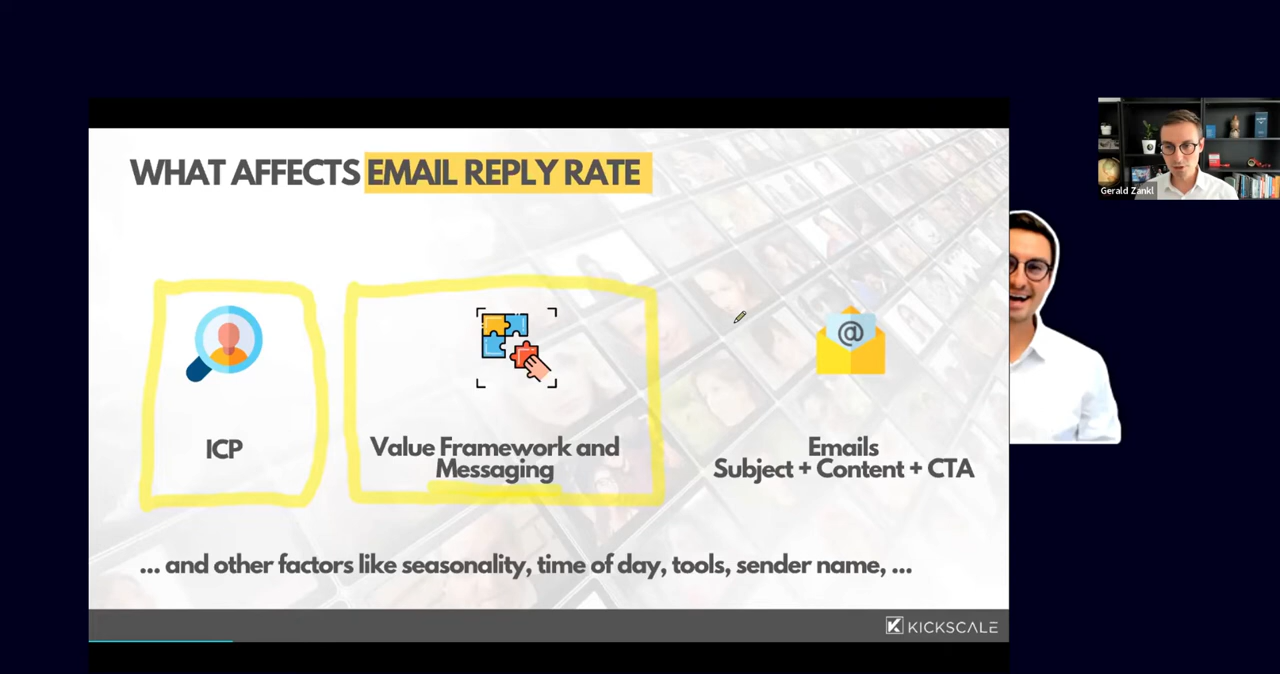 WHAT AFFECTS EMAIL REPLY RATE
Gerald Zankl
@
ICP
Value Framework and
Messaging
Emails
Subject + Content + CTA
... and other factors like seasonality, time of day, tools, sender name, ...
KICKSCALE